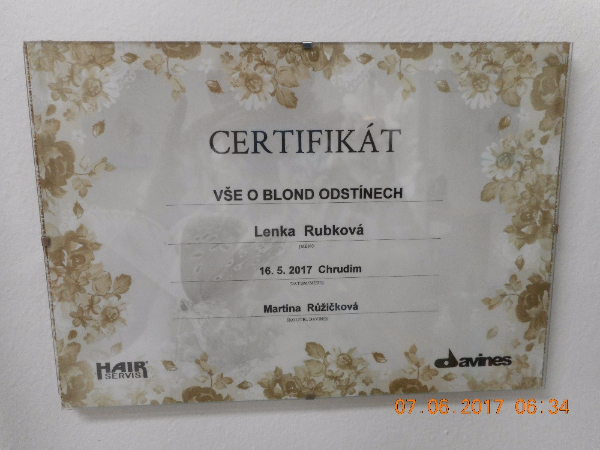 CERTIFIKÁT
VŠE O BLOND ODSTÍNECH
Lenka Rubková
16. 5. 2017 Chrudim
Martina Růžičková
HAIR SERVIS
davines
07.06.2017 06:34